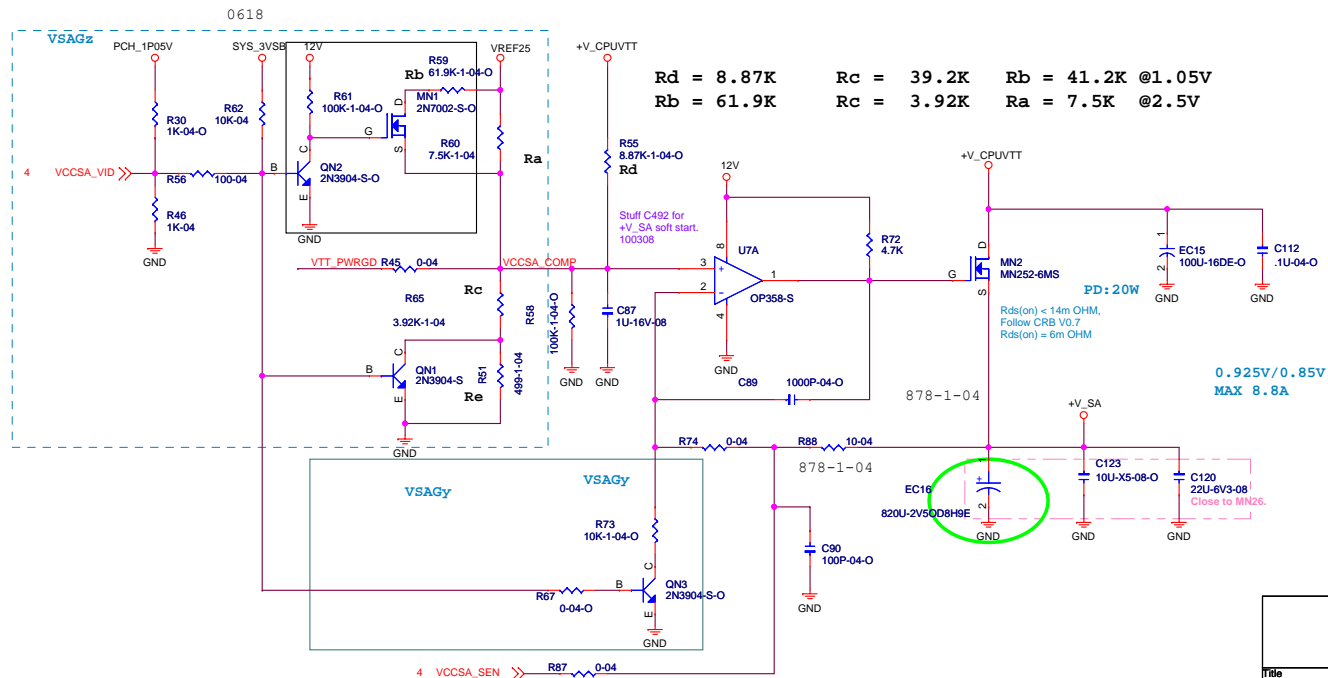 0618
VSAGz
PCH_1P05V
SYS_3VSB
12V
VREF25
+V_CPUVTT
R59
61.9K-1-04-O
Rb
Rd = 8.87K Rc = 39.2K Rb = 41.2K @1.05V
Rb = 61.9K Rc = 3.92K Ra = 7.5K @2.5V
R61
100K-1-04-O
MN1
2N7002-S-O
D
G
S
R30
1K-04-O
R62
10K-04
R60
7.5K-1-04
Ra
R55
8.87K-1-04-O
Rd
+V_CPUVTT
12V
4 VCCSA_VID
R56
100-04
B
C
E
QN2
2N3904-S-O
R46
1K-04
GND
GND
Stuff C492 for
+V_SA soft start.
100308
R72
4.7K
U7A
8
3
+
2
-
1
4
OP358-S
GND
D
G
S
MN2
MN252-6MS
1
2
EC15
100U-16DE-O
GND
C112
.1U-04-O
GND
PD:20W
Rds(on) < 14m OHM,
Follow CRB V0.7
Rds(on) = 6m OHM
VTT_PWRGD
R45
0-04
VCCSA_COMP
R65
3.92K-1-04
Rc
R58
100K-1-04-O
GND
C87
1U-16V-08
GND
B
C
E
QN1
2N3904-S
R51
499-1-04
Re
GND
C89
1000P-04-O
878-1-04
0.925V/0.85V
MAX 8.8A
+V_SA
R74
0-04
R88
10-04
878-1-04
VSAGy
VSAGy
1
+
2
EC16
820U-2V5OD8H9E
GND
C123
10U-X5-08-O
GND
C120
22U-6V3-08
Close to MN26.
GND
R73
10K-1-04-O
C90
100P-04-O
GND
R67
0-04-O
B
C
E
QN3
2N3904-S-O
GND
4 VCCSA_SEN
R87
0-04
Title